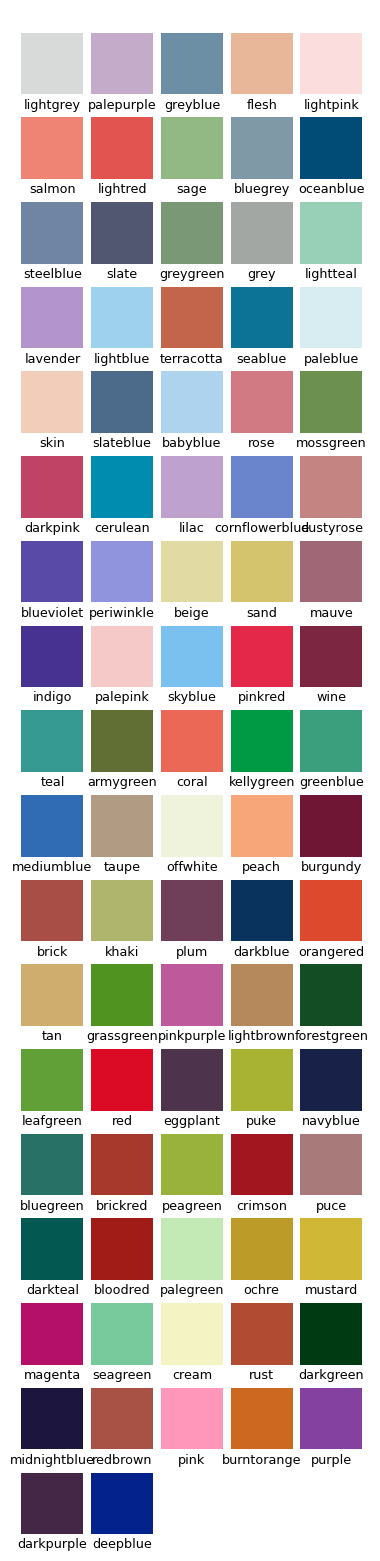 lightgrey palepurple greyblue flesh lightpink
salmon lightred sage bluegrey oceanblue
steelblue slate greygreen grey lightteal
lavender lightblue terracotta seablue paleblue
skin slateblue babyblue rose mossgreen
darkpink cerulean lilac cornflowerblue dustyrose
blueviolet periwinkle beige sand mauve
indigo palepink skyblue pinkred wine
teal armygreen coral kellygreen greenblue
mediumblue taupe offwhite peach burgundy
brick khaki plum darkblue orangered
tan grassgreen pinkpurple lightbrown forestgreen
leafgreen red eggplant puke navyblue
bluegreen brickred peagreen crimson puce
darkteal bloodred palegreen ochre mustard
magenta seagreen cream rust darkgreen
midnightblue redbrown pink burntorange purple
darkpurple deepblue